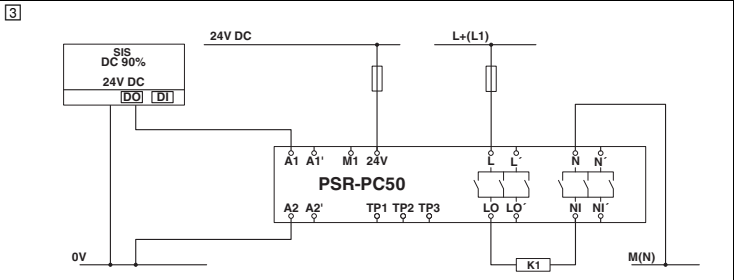 3
24V DC
L+(L1)
SIS
DC 90%
24V DC
DO DI
A1 A1' M1 24V L L´ N N´
PSR-PC50
A2 A2' TP1 TP2 TP3 LO LO´ NI NI´
0V
K1
M(N)